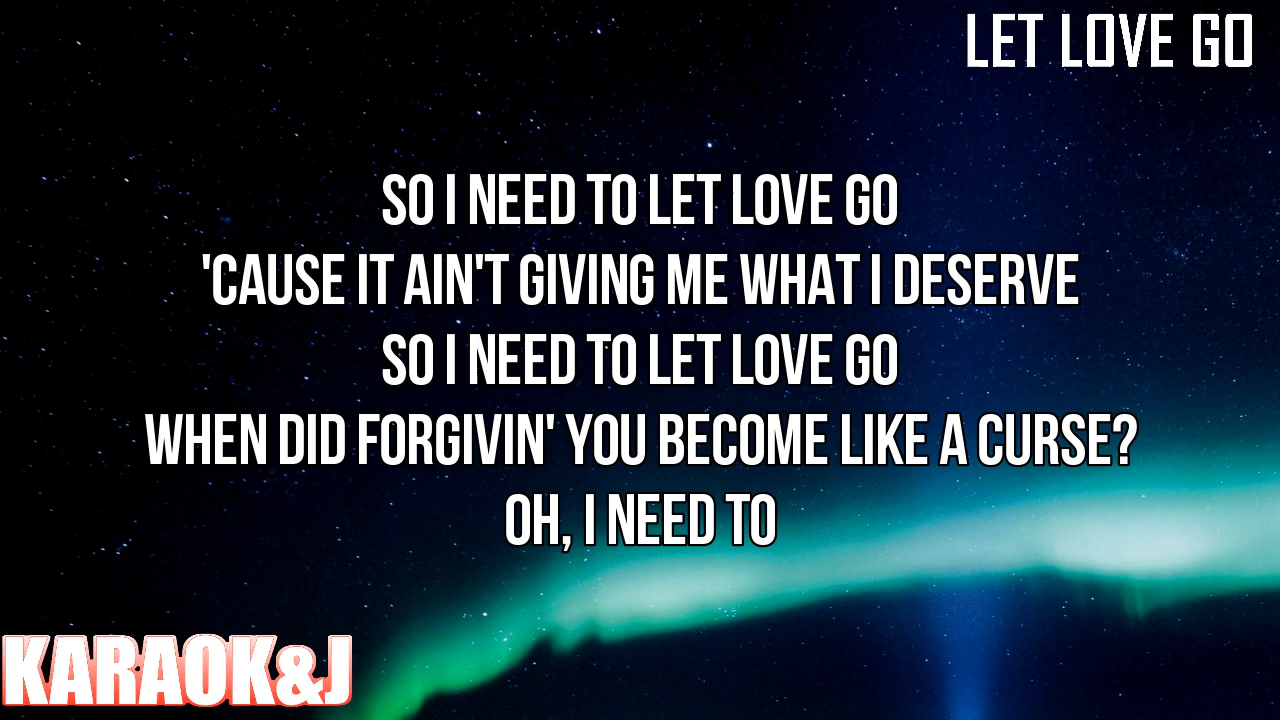 LET LOVE GO
SO I NEED TO LET LOVE GO
'CAUSE IT AIN'T GIVING ME WHAT I DESERVE
SO I NEED TO LET LOVE GO
WHEN DID FORGIVIN' YOU BECOME LIKE A CURSE?
OH, I NEED TO
KARAOK&J